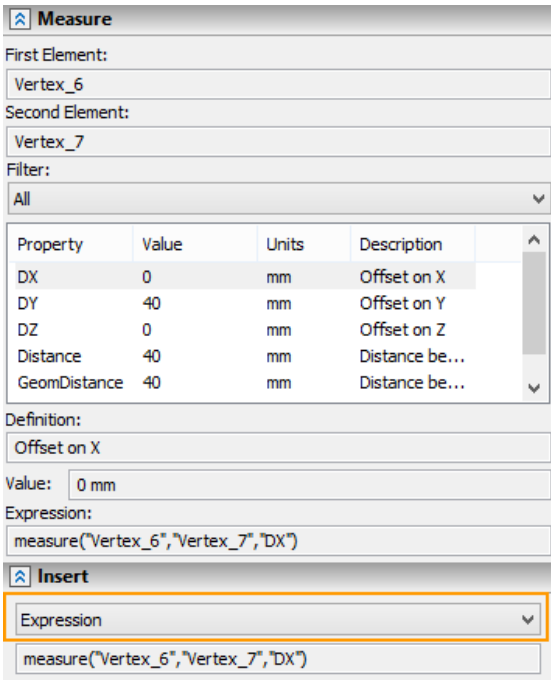 Measure
First Element:
Vertex_6
Second Element:
Vertex_7
Filter:
All
Property Value Units Description
DX 0 mm Offset on X
DY 40 mm Offset on Y
DZ 0 mm Offset on Z
Distance 40 mm Distance be...
GeomDistance 40 mm Distance be...
Definition:
Offset on X
Value: 0 mm
Expression:
measure("Vertex_6","Vertex_7","DX")
Insert
Expression
measure("Vertex_6","Vertex_7","DX")